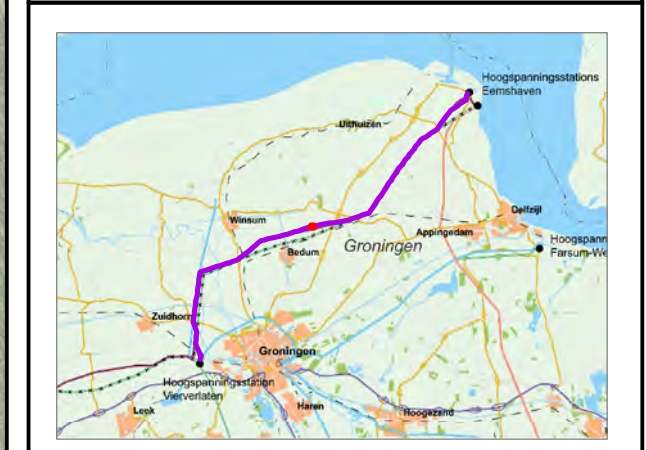 Hoogspanningsstations
Eemshaven
Uithuizen
Winsum
Delfzijl
Appingedam
Groningen
Bedum
Hoogspann
Farsum-We
Zuidhorn
Groningen
Hoogspanningsstation
Vierverlaten
Leek
Haren
Hoogezand